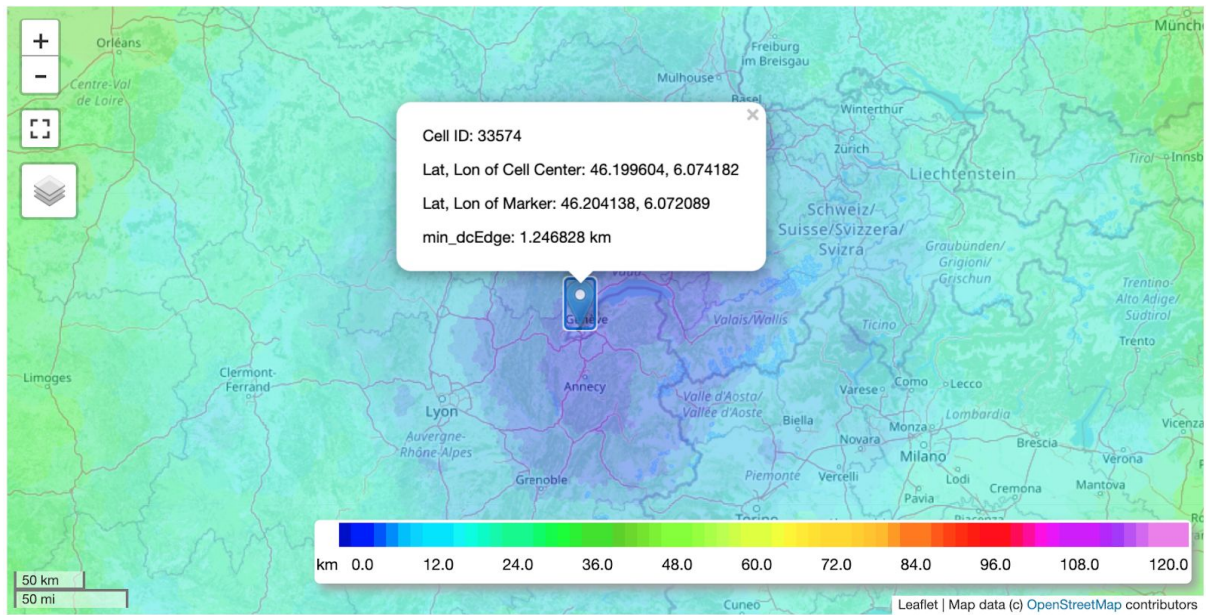 +
−
Orléans
Centre-Val
de Loire
Münch
Freiburg
im Breisgau
Mulhouse
Basel
Winterthur
Zürich
Liechtenstein
Tirol
Innsb
×
Cell ID: 33574
Lat, Lon of Cell Center: 46.199604, 6.074182
Lat, Lon of Marker: 46.204138, 6.072089
min_dcEdge: 1.246828 km
Schweiz/
Suisse/Svizzera/
Svizra
Graubünden/
Grigioni/
Grischun
Vaud
Genève
Valais/Wallis
Ticino
Trentino-
Alto Adige/
Südtirol
Trento
Limoges
Clermont-
Ferrand
Annecy
Lyon
Valle d'Aosta/
Vallée d'Aoste
Varese
Como
Lecco
Biella
Lombardia
Monza
Vicenza
Auvergne-
Rhône-Alpes
Novara
Milano
Brescia
Verona
Grenoble
Piemonte
Vercelli
Lodi
Cremona
Mantova
Pavia
Torino
Piacenza
km 0.0 12.0 24.0 36.0 48.0 60.0 72.0 84.0 96.0 108.0 120.0
50 km
50 mi
Cuneo
Leaflet | Map data (c) OpenStreetMap contributors